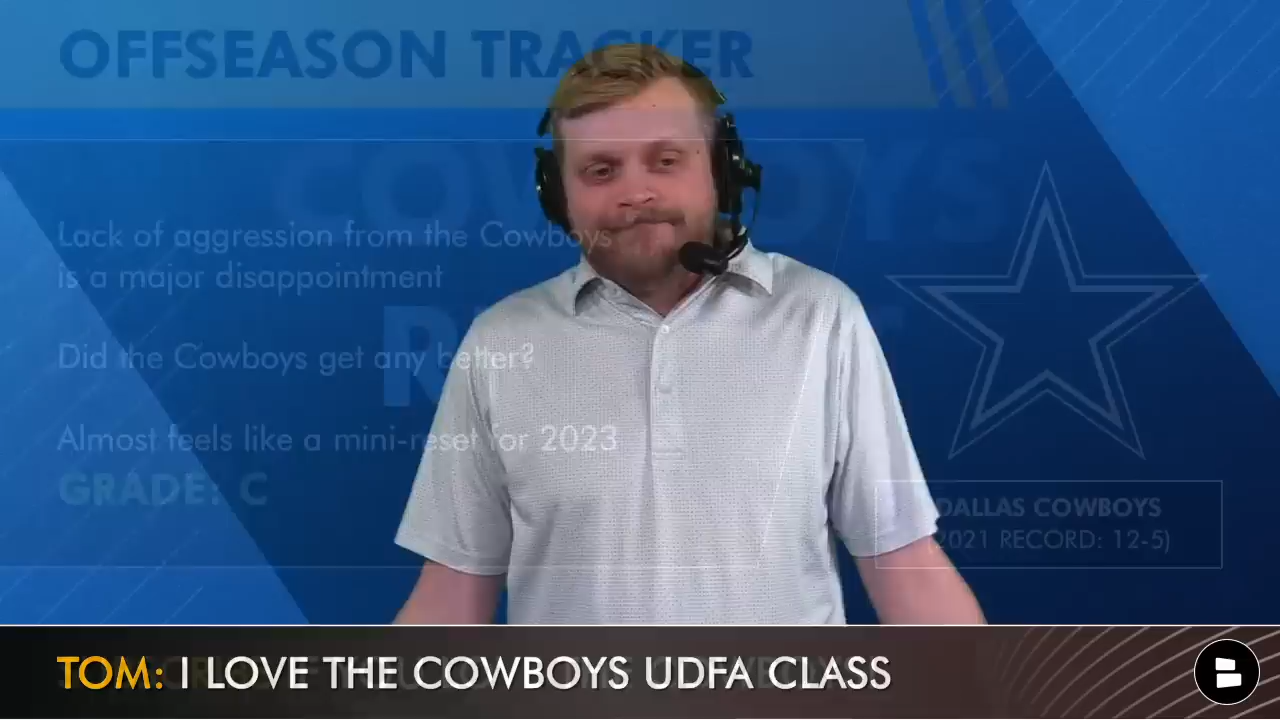 OFFSEASON TRACKER
COWBOYS
Lack of aggression from the Cowboys
is a major disappointment
Did the Cowboys get any better?
Almost feels like a mini-reset for 2023
GRADE: C
DALLAS COWBOYS
(2021 RECORD: 12-5)
TOM: I LOVE THE COWBOYS UDFA CLASS